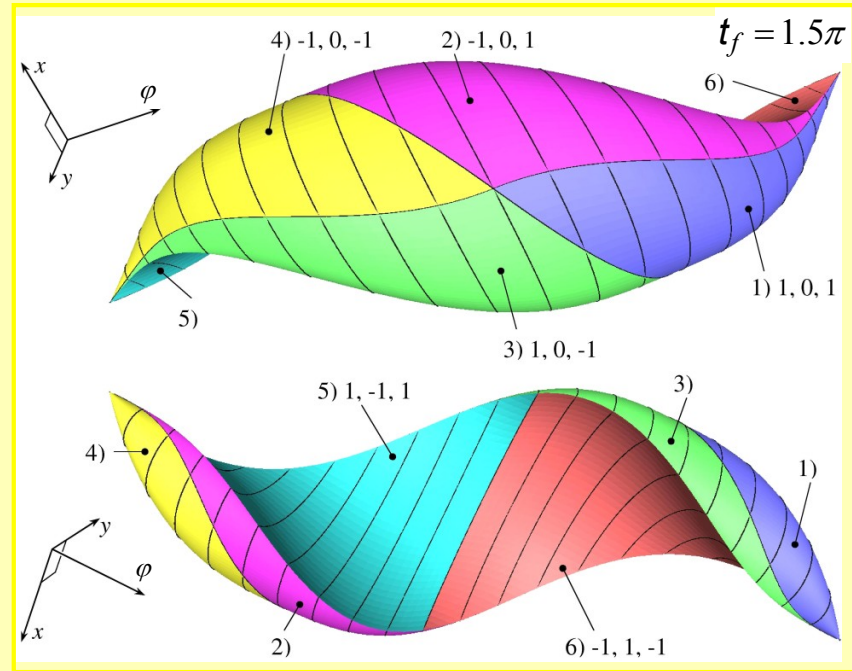 t_f = 1.5π
4) -1, 0, -1
2) -1, 0, 1
6)
x
φ
y
1) 1, 0, 1
5)
3) 1, 0, -1
5) 1, -1, 1
3)
4)
1)
y
φ
x
2)
6) -1, 1, -1